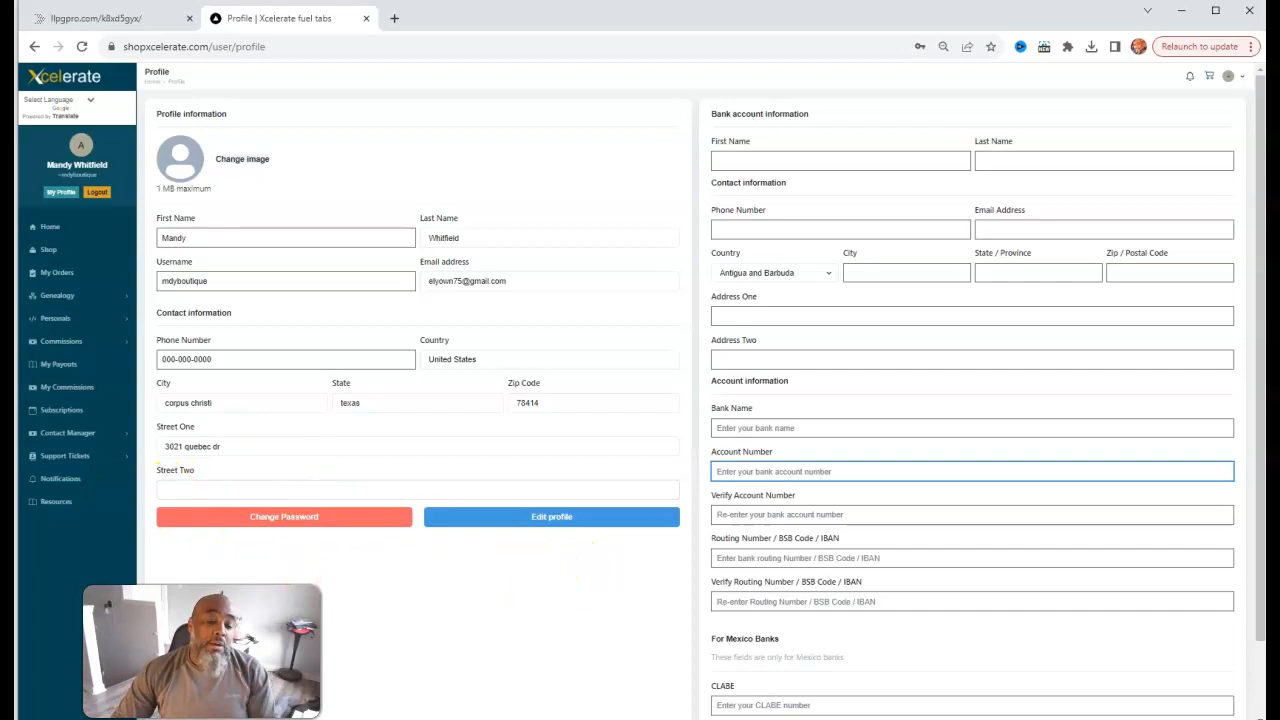 llpgpro.com/k8xd5gyx/
Profile | Xcelerate fuel tabs
shopxcelerate.com/user/profile
Relaunch to update
Xcelerate
Select Language
Google
Powered by Translate
A
Mandy Whitfield
~mdyboutique
My Profile
Logout
Home
Shop
My Orders
Genealogy
Personals
Commissions
My Payouts
My Commissions
Subscriptions
Contact Manager
Support Tickets
Notifications
Resources
Profile
Home - Profile
Profile information
Change image
1 MB maximum
First Name Last Name
Mandy Whitfield
Username Email address
mdyboutique elyown75@gmail.com
Contact information
Phone Number Country
000-000-0000 United States
City State Zip Code
corpus christi texas 78414
Street One
3021 quebec dr
Street Two
Change Password Edit profile
Bank account information
First Name Last Name
Contact information
Phone Number Email Address
Country City State / Province Zip / Postal Code
Antigua and Barbuda
Address One
Address Two
Account information
Bank Name
Enter your bank name
Account Number
Enter your bank account number
Verify Account Number
Re-enter your bank account number
Routing Number / BSB Code / IBAN
Enter bank routing Number / BSB Code / IBAN
Verify Routing Number / BSB Code / IBAN
Re-enter Routing Number / BSB Code / IBAN
For Mexico Banks
These fields are only for Mexico banks
CLABE
Enter your CLABE number